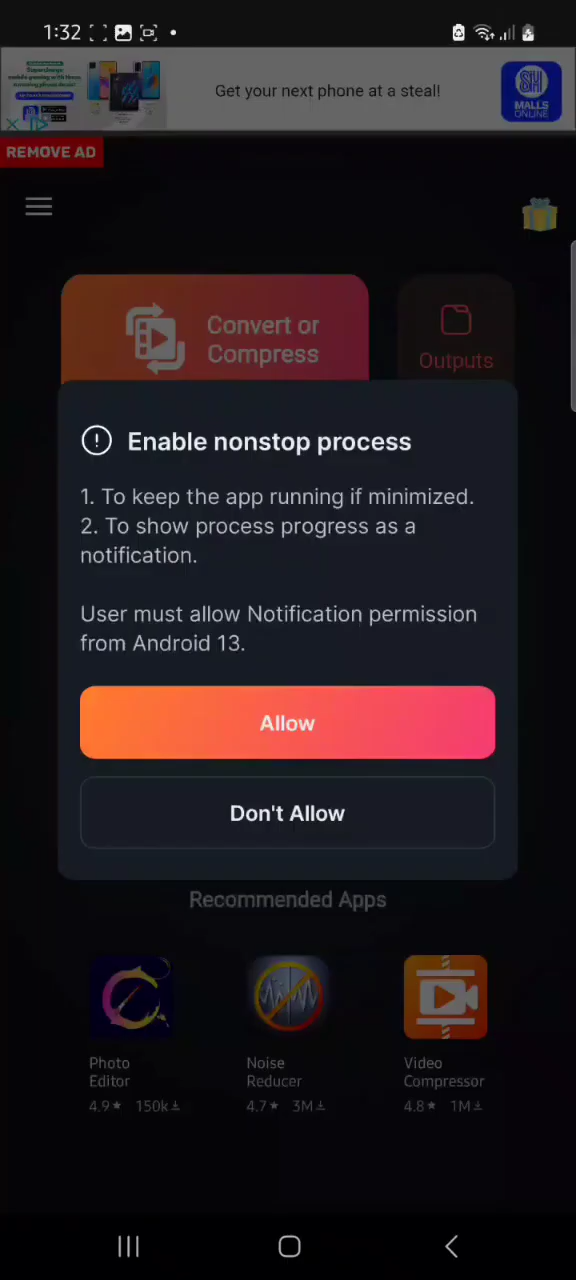 1:32
Get your next phone at a steal!
SM
MALLS
ONLINE
REMOVE AD
Convert or
Compress
Outputs
Enable nonstop process
1. To keep the app running if minimized.
2. To show process progress as a
notification.
User must allow Notification permission
from Android 13.
Allow
Don't Allow
Recommended Apps
Photo
Editor
4.9★ 150k
Noise
Reducer
4.7★ 3M
Video
Compressor
4.8★ 1M